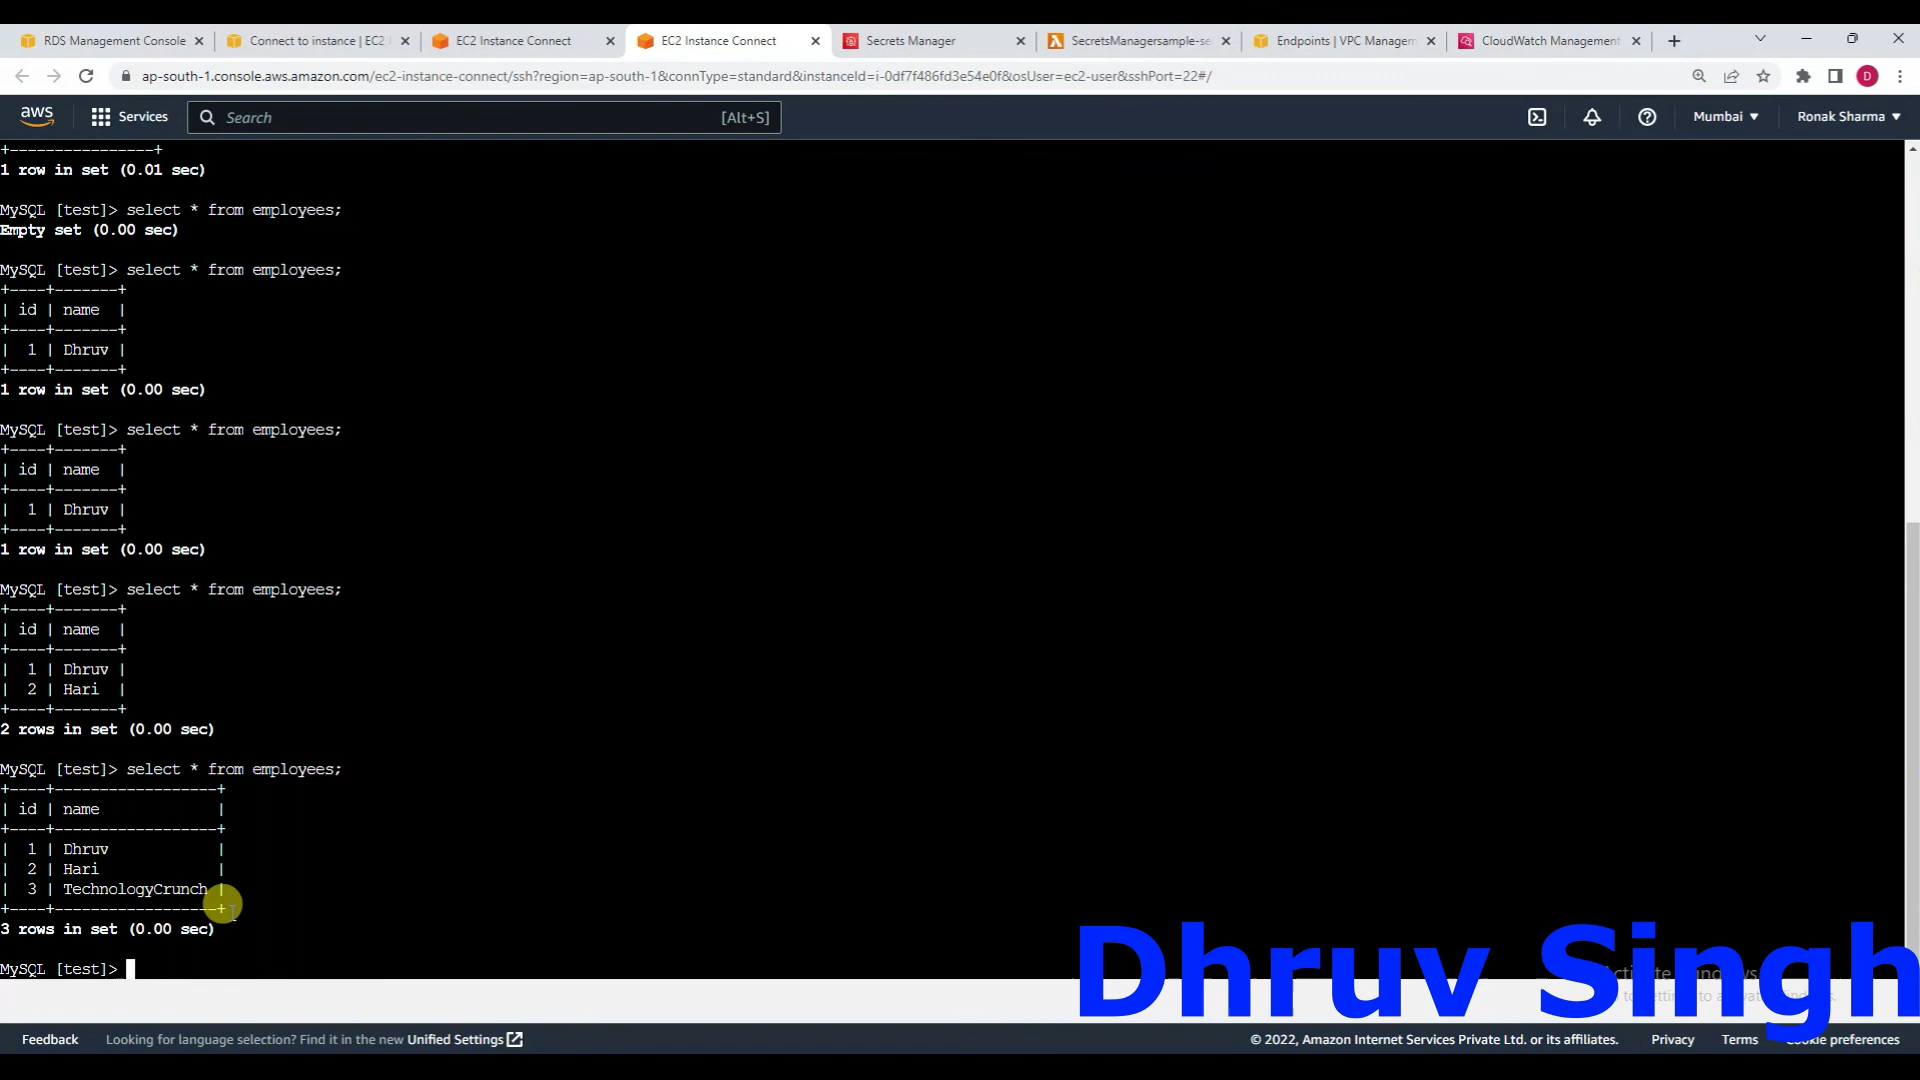 RDS Management Console
Connect to instance | EC2
EC2 Instance Connect
EC2 Instance Connect
Secrets Manager
SecretsManagersample-se
Endpoints | VPC Managem
CloudWatch Management
ap-south-1.console.aws.amazon.com/ec2-instance-connect/ssh?region=ap-south-1&connType=standard&instanceId=i-0df7f486fd3e54e0f&osUser=ec2-user&sshPort=22#/
D
aws
Services
Search
[Alt+S]
Mumbai
Ronak Sharma
+----------------+
1 row in set (0.01 sec)
MySQL [test]> select * from employees;
Empty set (0.00 sec)
MySQL [test]> select * from employees;
+----+-------+
| id | name  |
+----+-------+
|  1 | Dhruv |
+----+-------+
1 row in set (0.00 sec)
MySQL [test]> select * from employees;
+----+-------+
| id | name  |
+----+-------+
|  1 | Dhruv |
+----+-------+
1 row in set (0.00 sec)
MySQL [test]> select * from employees;
+----+-------+
| id | name  |
+----+-------+
|  1 | Dhruv |
|  2 | Hari  |
+----+-------+
2 rows in set (0.00 sec)
MySQL [test]> select * from employees;
+----+------------------+
| id | name             |
+----+------------------+
|  1 | Dhruv            |
|  2 | Hari             |
|  3 | TechnologyCrunch |
+----+------------------+
3 rows in set (0.00 sec)
MySQL [test]>
Dhruv Singh
Feedback
Looking for language selection? Find it in the new Unified Settings
© 2022, Amazon Internet Services Private Ltd. or its affiliates.
Privacy
Terms
Cookie preferences